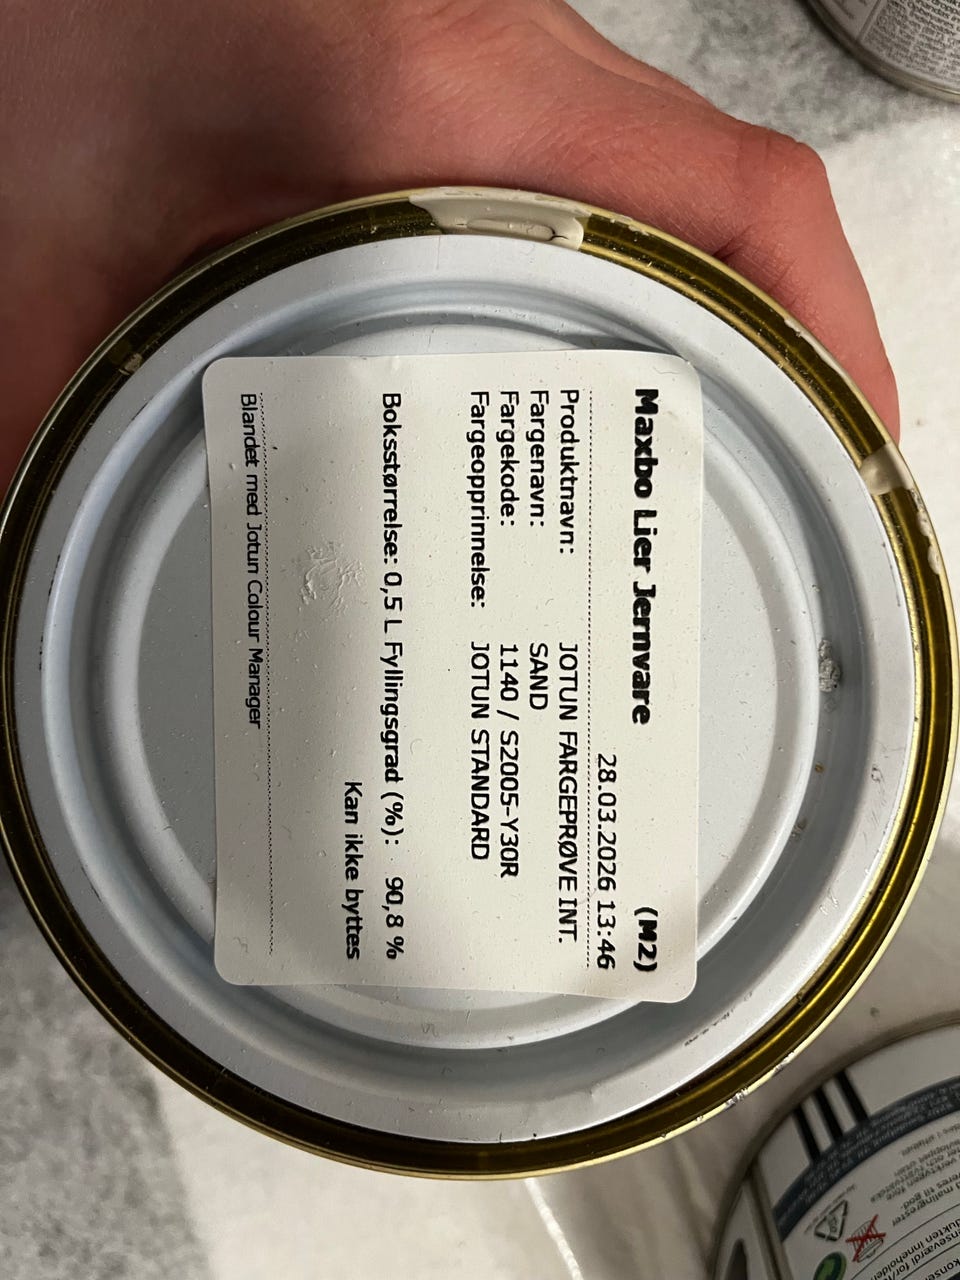 Maxbo Lier Jernvare (M2)
28.03.2026 13:46
Produktnavn: JOTUN FARGEPRØVE INT.
Fargenavn: SAND
Fargekode: 1140 / S2005-Y30R
Fargeopprinnelse: JOTUN STANDARD
Boksstørrelse: 0,5 L Fyllingsgrad (%): 90,8 %
Kan ikke byttes
Blandet med Jotun Colour Manager